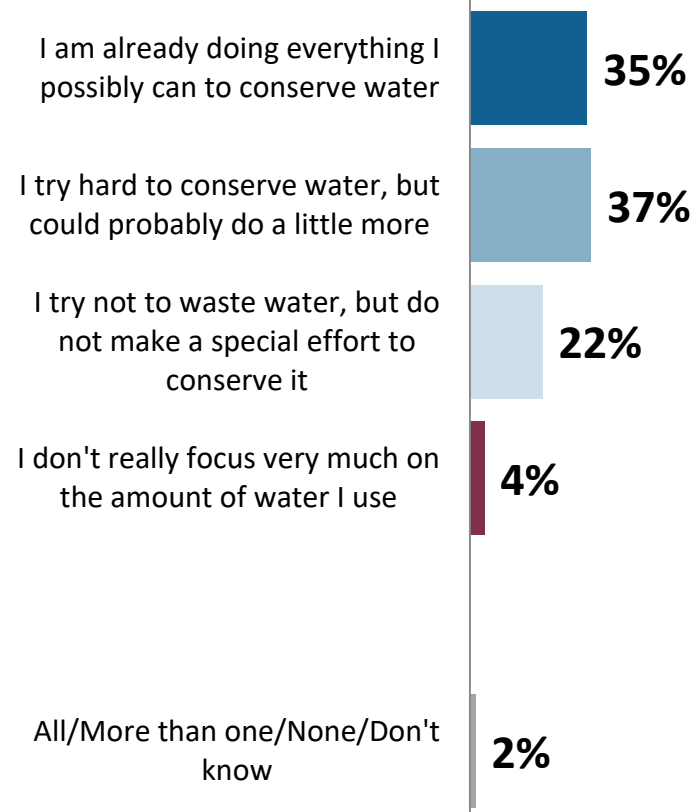 I am already doing everything I
possibly can to conserve water
35%
I try hard to conserve water, but
could probably do a little more
37%
I try not to waste water, but do
not make a special effort to
conserve it
22%
I don't really focus very much on
the amount of water I use
4%
All/More than one/None/Don't
know
2%